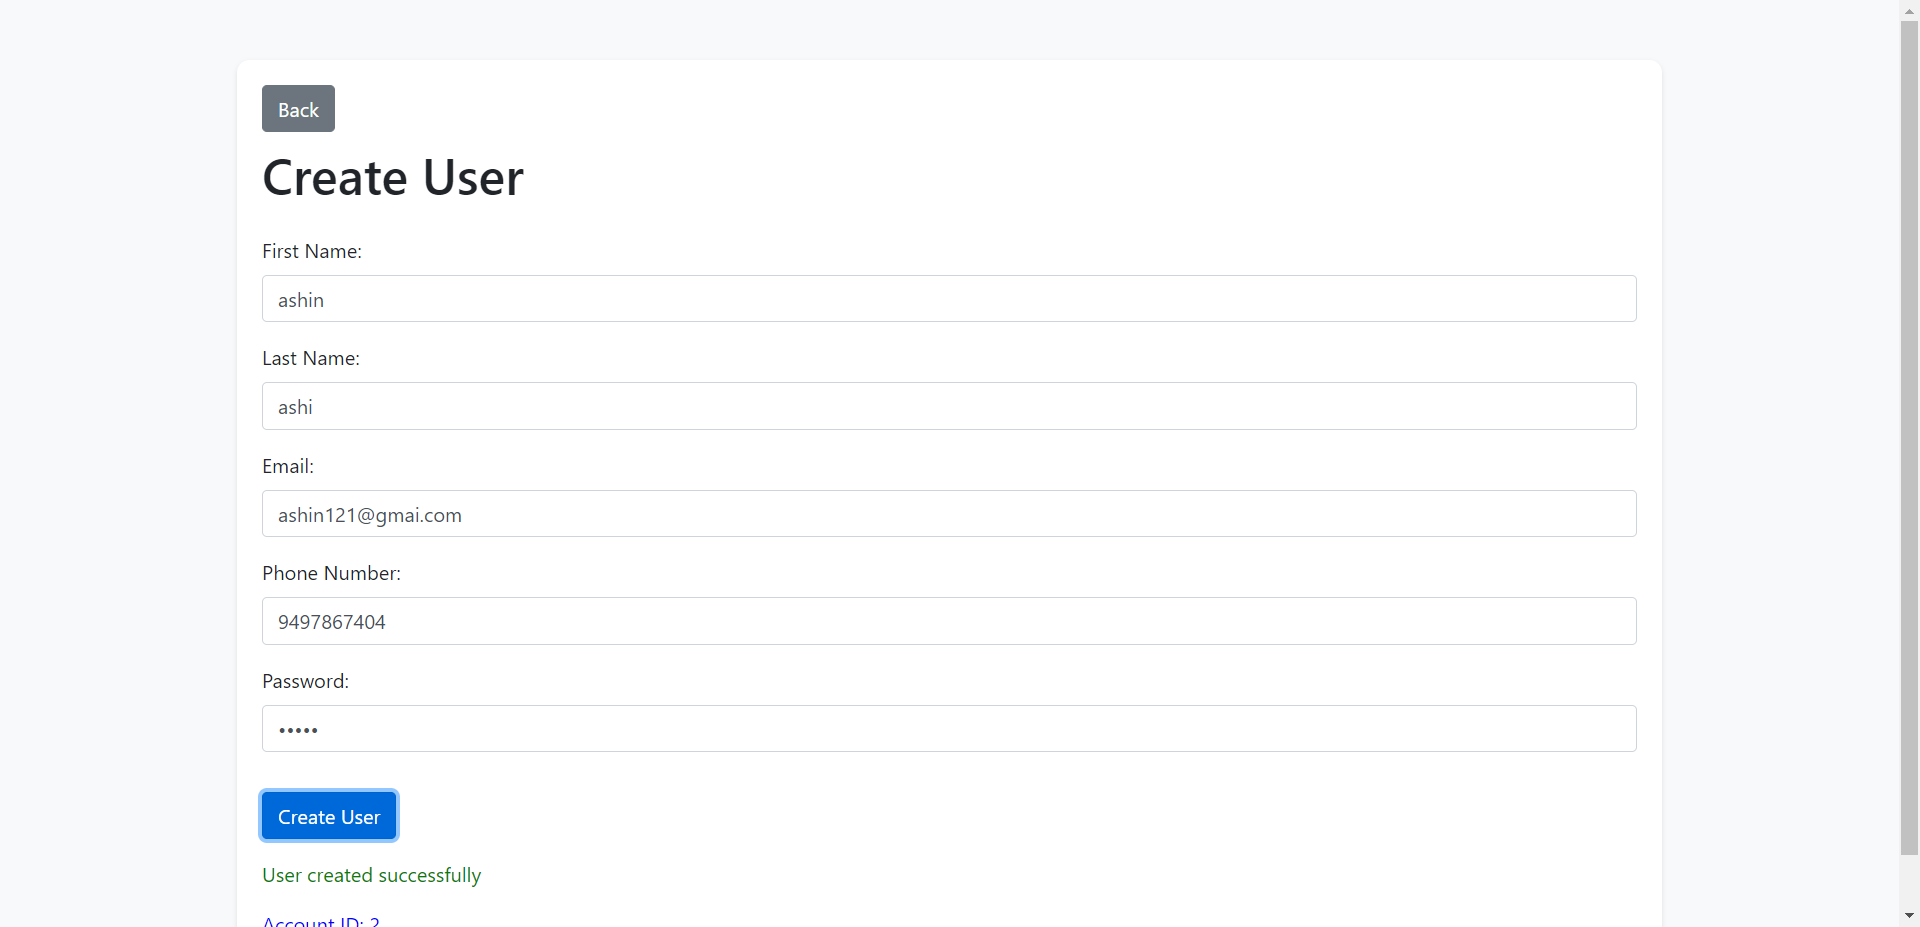 Back
Create User
First Name:
ashin
Last Name:
ashi
Email:
ashin121@gmai.com
Phone Number:
9497867404
Password:
•••••
Create User
User created successfully
Account ID: 2